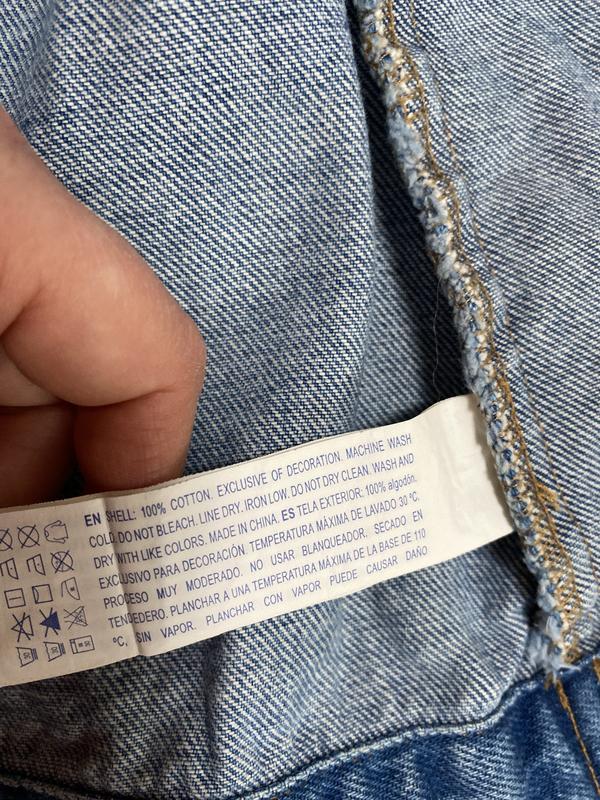 EN SHELL: 100% COTTON. EXCLUSIVE OF DECORATION. MACHINE WASH
COLD. DO NOT BLEACH. LINE DRY. IRON LOW. DO NOT DRY CLEAN. WASH AND
DRY WITH LIKE COLORS. MADE IN CHINA. ES TELA EXTERIOR: 100% algodón.
EXCLUSIVO PARA DECORACIÓN. TEMPERATURA MÁXIMA DE LAVADO 30 ºC.
PROCESO MUY MODERADO. NO USAR BLANQUEADOR. SECADO EN
TENDEDERO. PLANCHAR A UNA TEMPERATURA MÁXIMA DE LA BASE DE 110
ºC, SIN VAPOR. PLANCHAR CON VAPOR PUEDE CAUSAR DAÑO